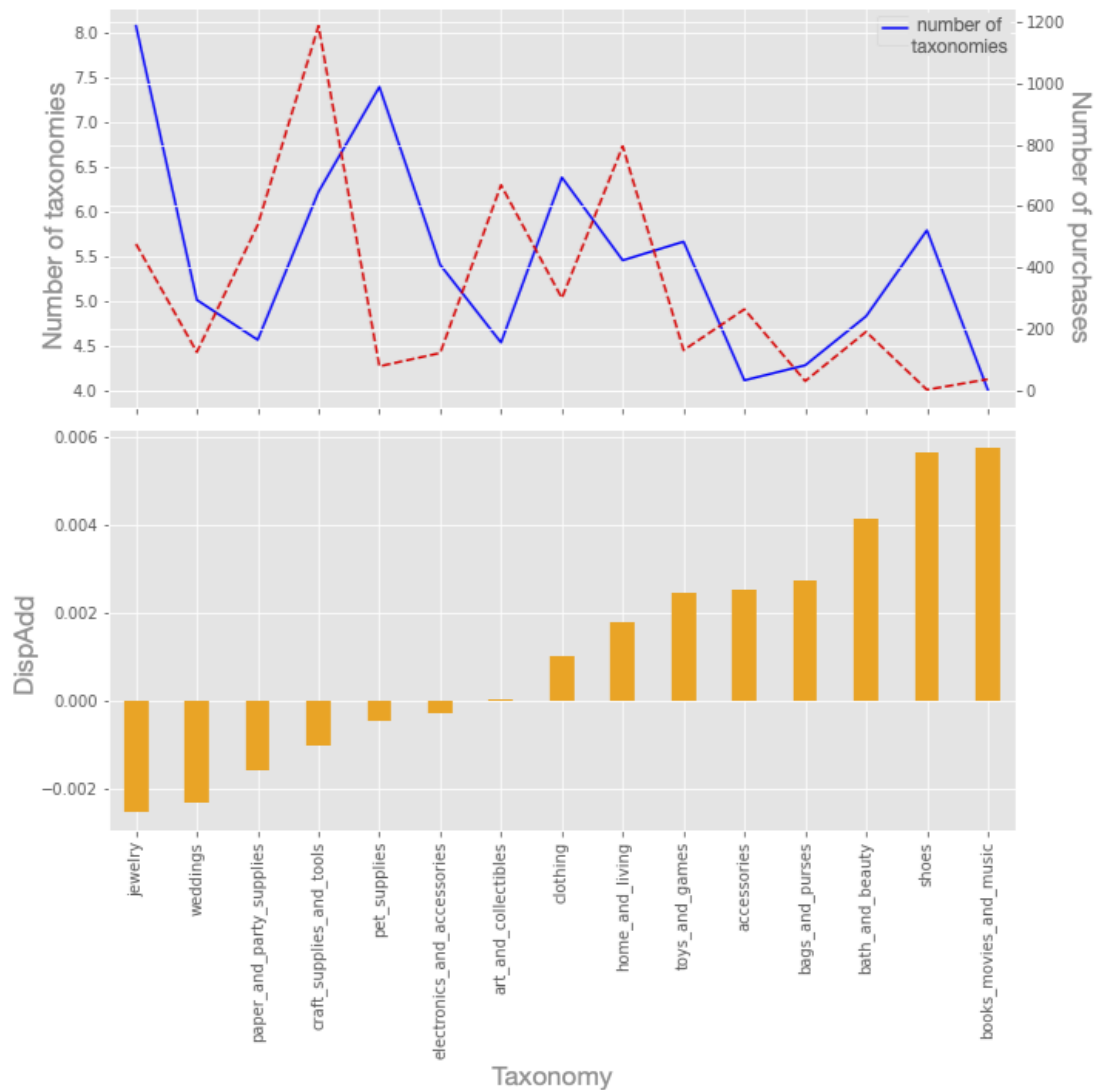 number of
taxonomies
Number of taxonomies
8.0
7.5
7.0
6.5
6.0
5.5
5.0
4.5
4.0
1200
1000
800
600
400
200
0
Number of purchases
DispAdd
0.006
0.004
0.002
0.000
−0.002
jewelry
weddings
paper_and_party_supplies
craft_supplies_and_tools
pet_supplies
electronics_and_accessories
art_and_collectibles
clothing
home_and_living
toys_and_games
accessories
bags_and_purses
bath_and_beauty
shoes
books_movies_and_music
Taxonomy